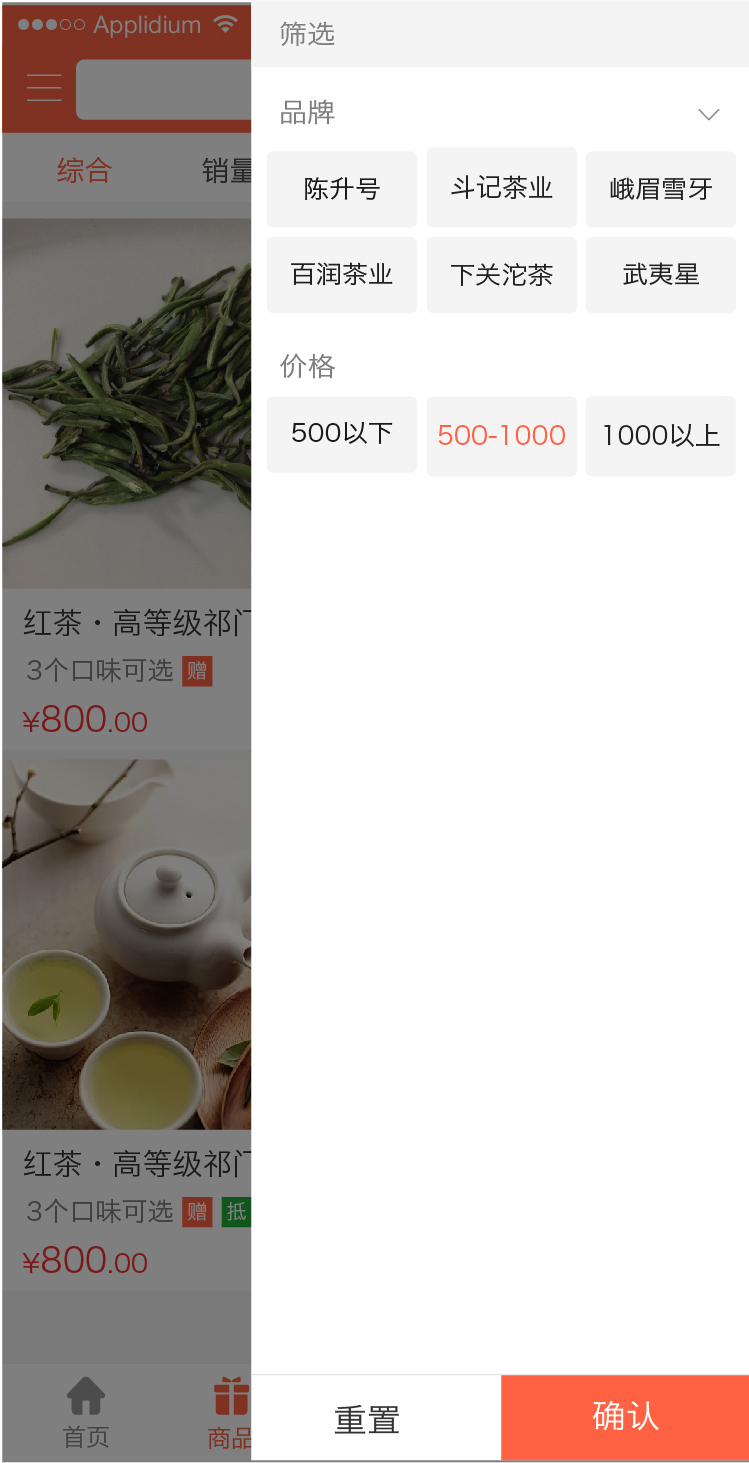 Applidium
筛选
品牌
综合
销量
陈升号
斗记茶业
峨眉雪牙
百润茶业
下关沱茶
武夷星
价格
500以下
500-1000
1000以上
红茶・高等级祁门
3个口味可选 赠
¥800.00
红茶・高等级祁门
3个口味可选 赠 抵
¥800.00
首页
商品
重置
确认